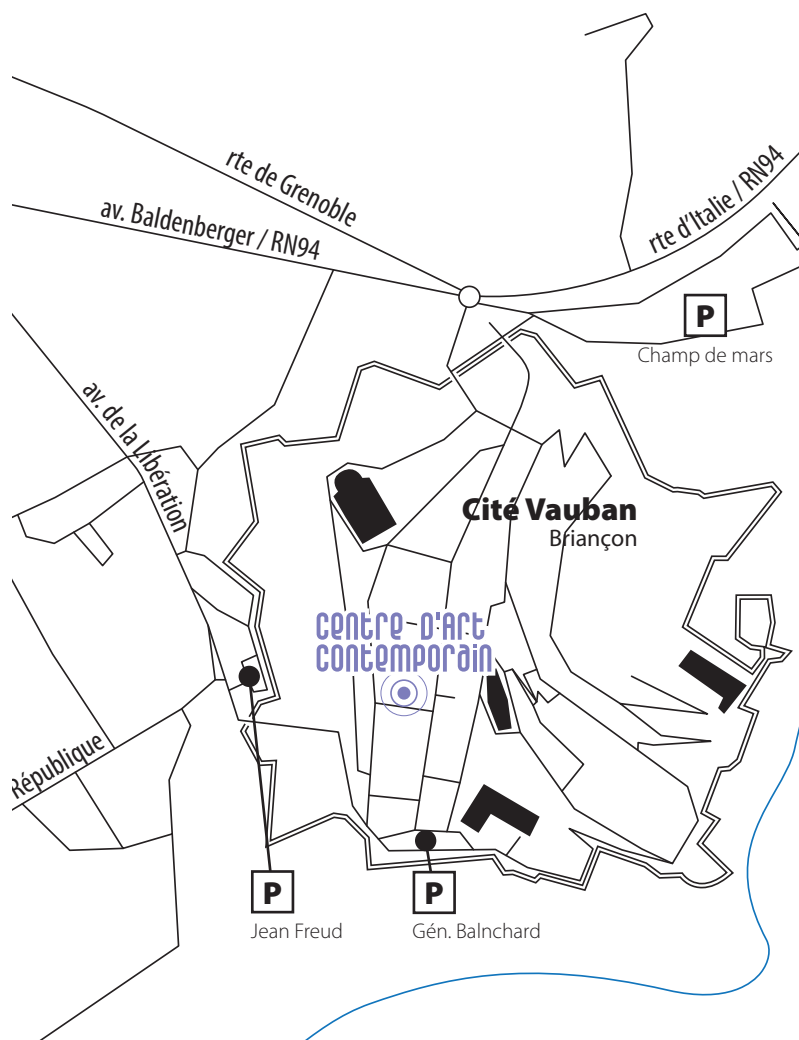 rte de Grenoble
av. Baldenberger / RN94
rte d'Italie / RN94
P
Champ de mars
av. de la Libération
Cité Vauban
Briançon
centre d'art
contemporain
République
P
Jean Freud
P
Gén. Balnchard